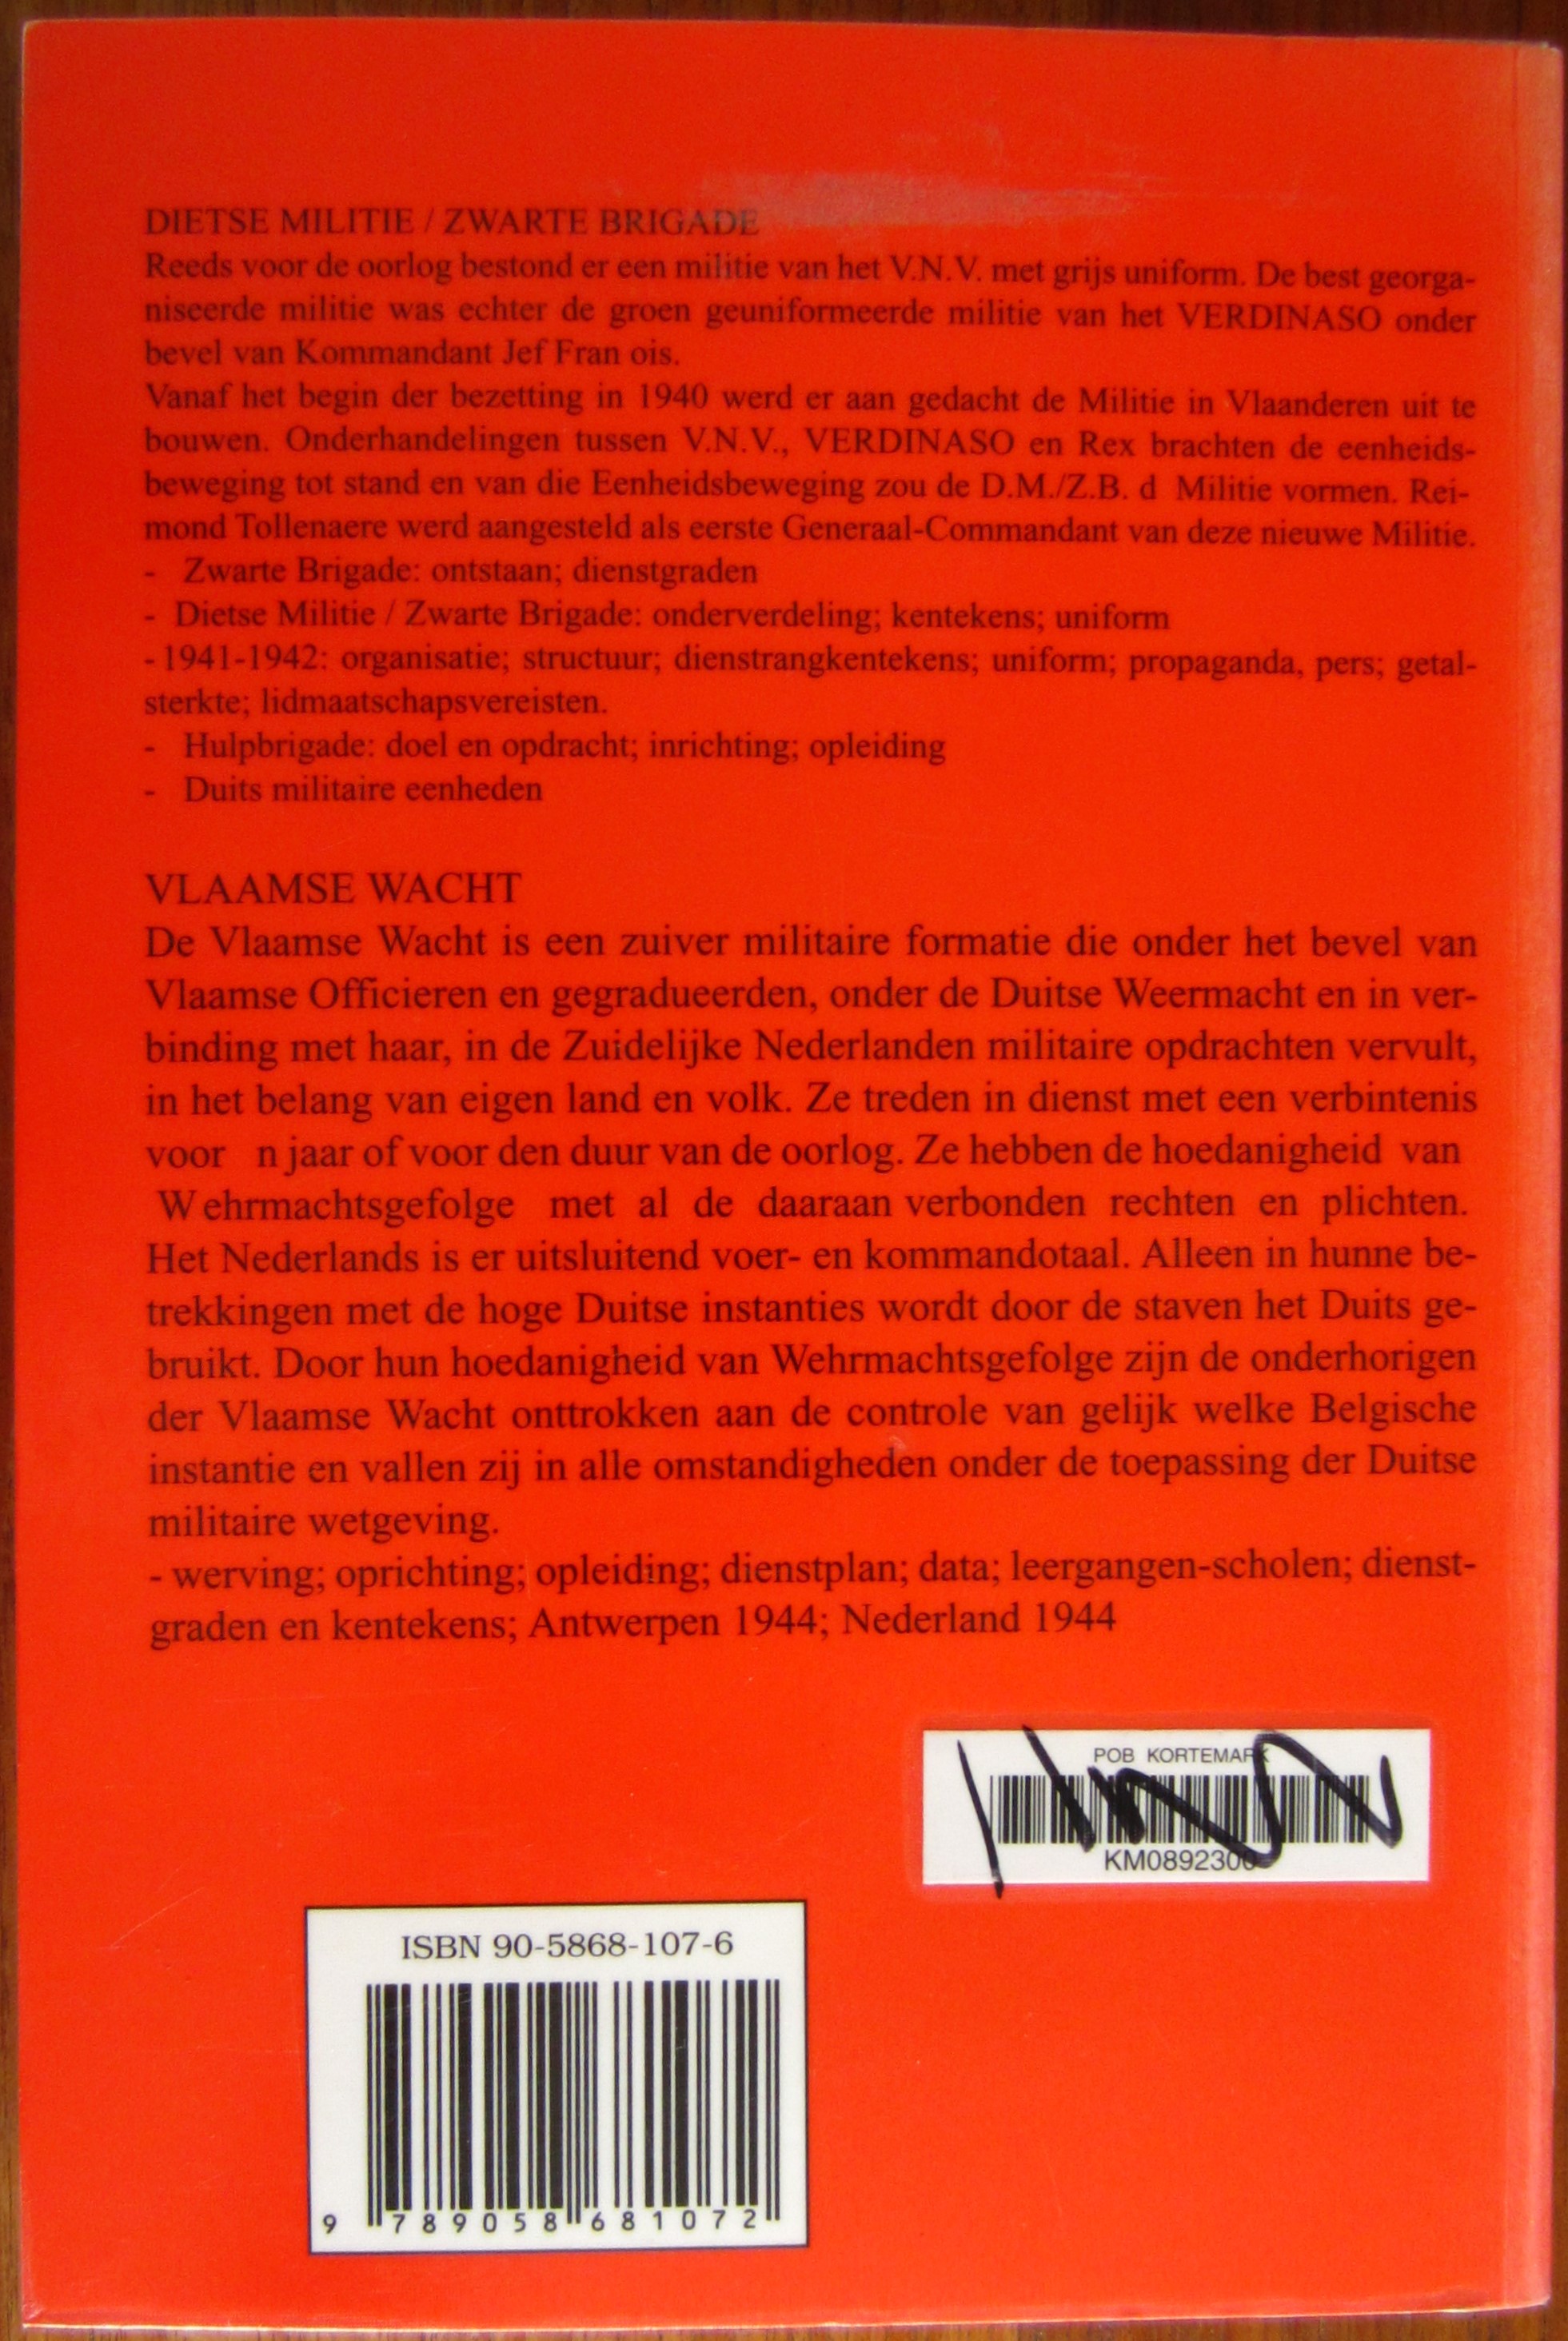 DIETSE MILITIE / ZWARTE BRIGADE
Reeds voor de oorlog bestond er een militie van het V.N.V. met grijs uniform. De best georga-
niseerde militie was echter de groen geuniformeerde militie van het VERDINASO onder
bevel van Kommandant Jef Fran ois.
Vanaf het begin der bezetting in 1940 werd er aan gedacht de Militie in Vlaanderen uit te
bouwen. Onderhandelingen tussen V.N.V., VERDINASO en Rex brachten de eenheids-
beweging tot stand en van die Eenheidsbeweging zou de D.M./Z.B. d  Militie vormen. Rei-
mond Tollenaere werd aangesteld als eerste Generaal-Commandant van deze nieuwe Militie.
- Zwarte Brigade: ontstaan; dienstgraden
- Dietse Militie / Zwarte Brigade: onderverdeling; kentekens; uniform
- 1941-1942: organisatie; structuur; dienstrangkentekens; uniform; propaganda, pers; getal-
sterkte; lidmaatschapsvereisten.
- Hulpbrigade: doel en opdracht; inrichting; opleiding
- Duits militaire eenheden
VLAAMSE WACHT
De Vlaamse Wacht is een zuiver militaire formatie die onder het bevel van
Vlaamse Officieren en gegradueerden, onder de Duitse Weermacht en in ver-
binding met haar, in de Zuidelijke Nederlanden militaire opdrachten vervult,
in het belang van eigen land en volk. Ze treden in dienst met een verbintenis
voor  n jaar of voor den duur van de oorlog. Ze hebben de hoedanigheid van
W ehrmachtsgefolge met al de daaraan verbonden rechten en plichten.
Het Nederlands is er uitsluitend voer- en kommandotaal. Alleen in hunne be-
trekkingen met de hoge Duitse instanties wordt door de staven het Duits ge-
bruikt. Door hun hoedanigheid van Wehrmachtsgefolge zijn de onderhorigen
der Vlaamse Wacht onttrokken aan de controle van gelijk welke Belgische
instantie en vallen zij in alle omstandigheden onder de toepassing der Duitse
militaire wetgeving.
- werving; oprichting; opleiding; dienstplan; data; leergangen-scholen; dienst-
graden en kentekens; Antwerpen 1944; Nederland 1944
POB KORTEMARK
KM0892300
ISBN 90-5868-107-6
9 789058 681072